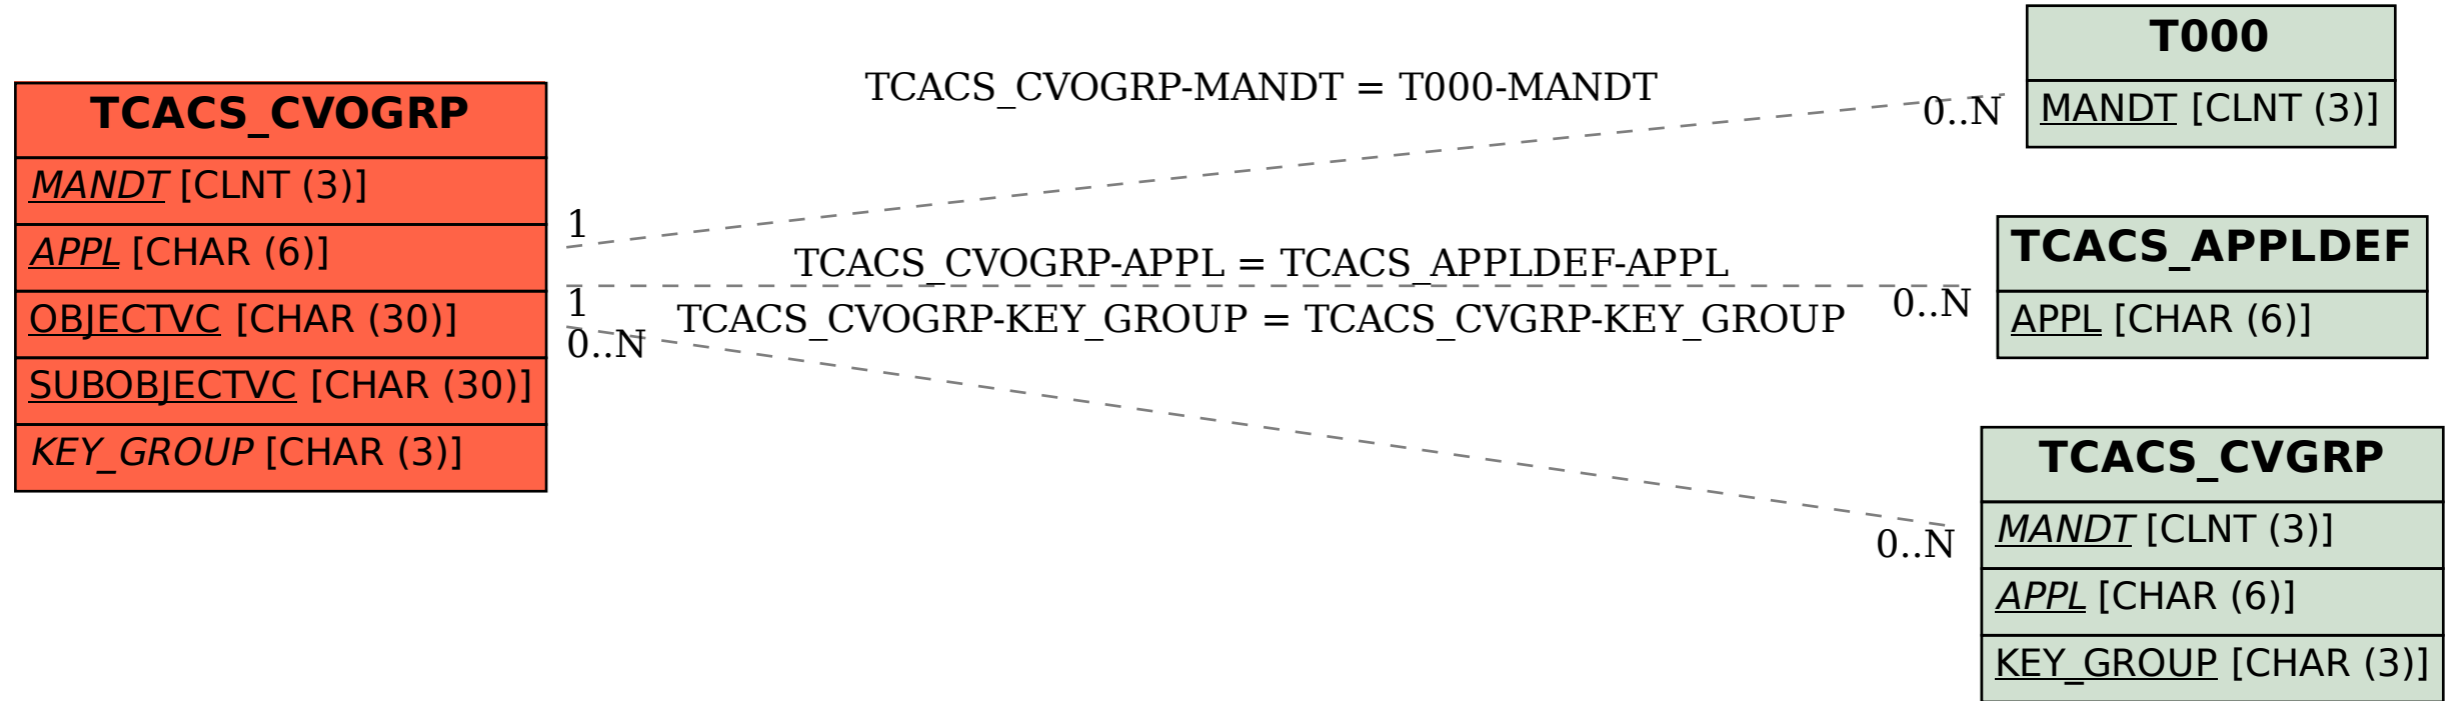 TCACS_CVOGRP
MANDT [CLNT (3)]
APPL [CHAR (6)]
OBJECTVC [CHAR (30)]
SUBOBJECTVC [CHAR (30)]
KEY_GROUP [CHAR (3)]
TCACS_CVOGRP-MANDT = T000-MANDT
1
0..N
TCACS_CVOGRP-APPL = TCACS_APPLDEF-APPL
1
0..N
TCACS_CVOGRP-KEY_GROUP = TCACS_CVGRP-KEY_GROUP
0..N
0..N
T000
MANDT [CLNT (3)]
TCACS_APPLDEF
APPL [CHAR (6)]
TCACS_CVGRP
MANDT [CLNT (3)]
APPL [CHAR (6)]
KEY_GROUP [CHAR (3)]